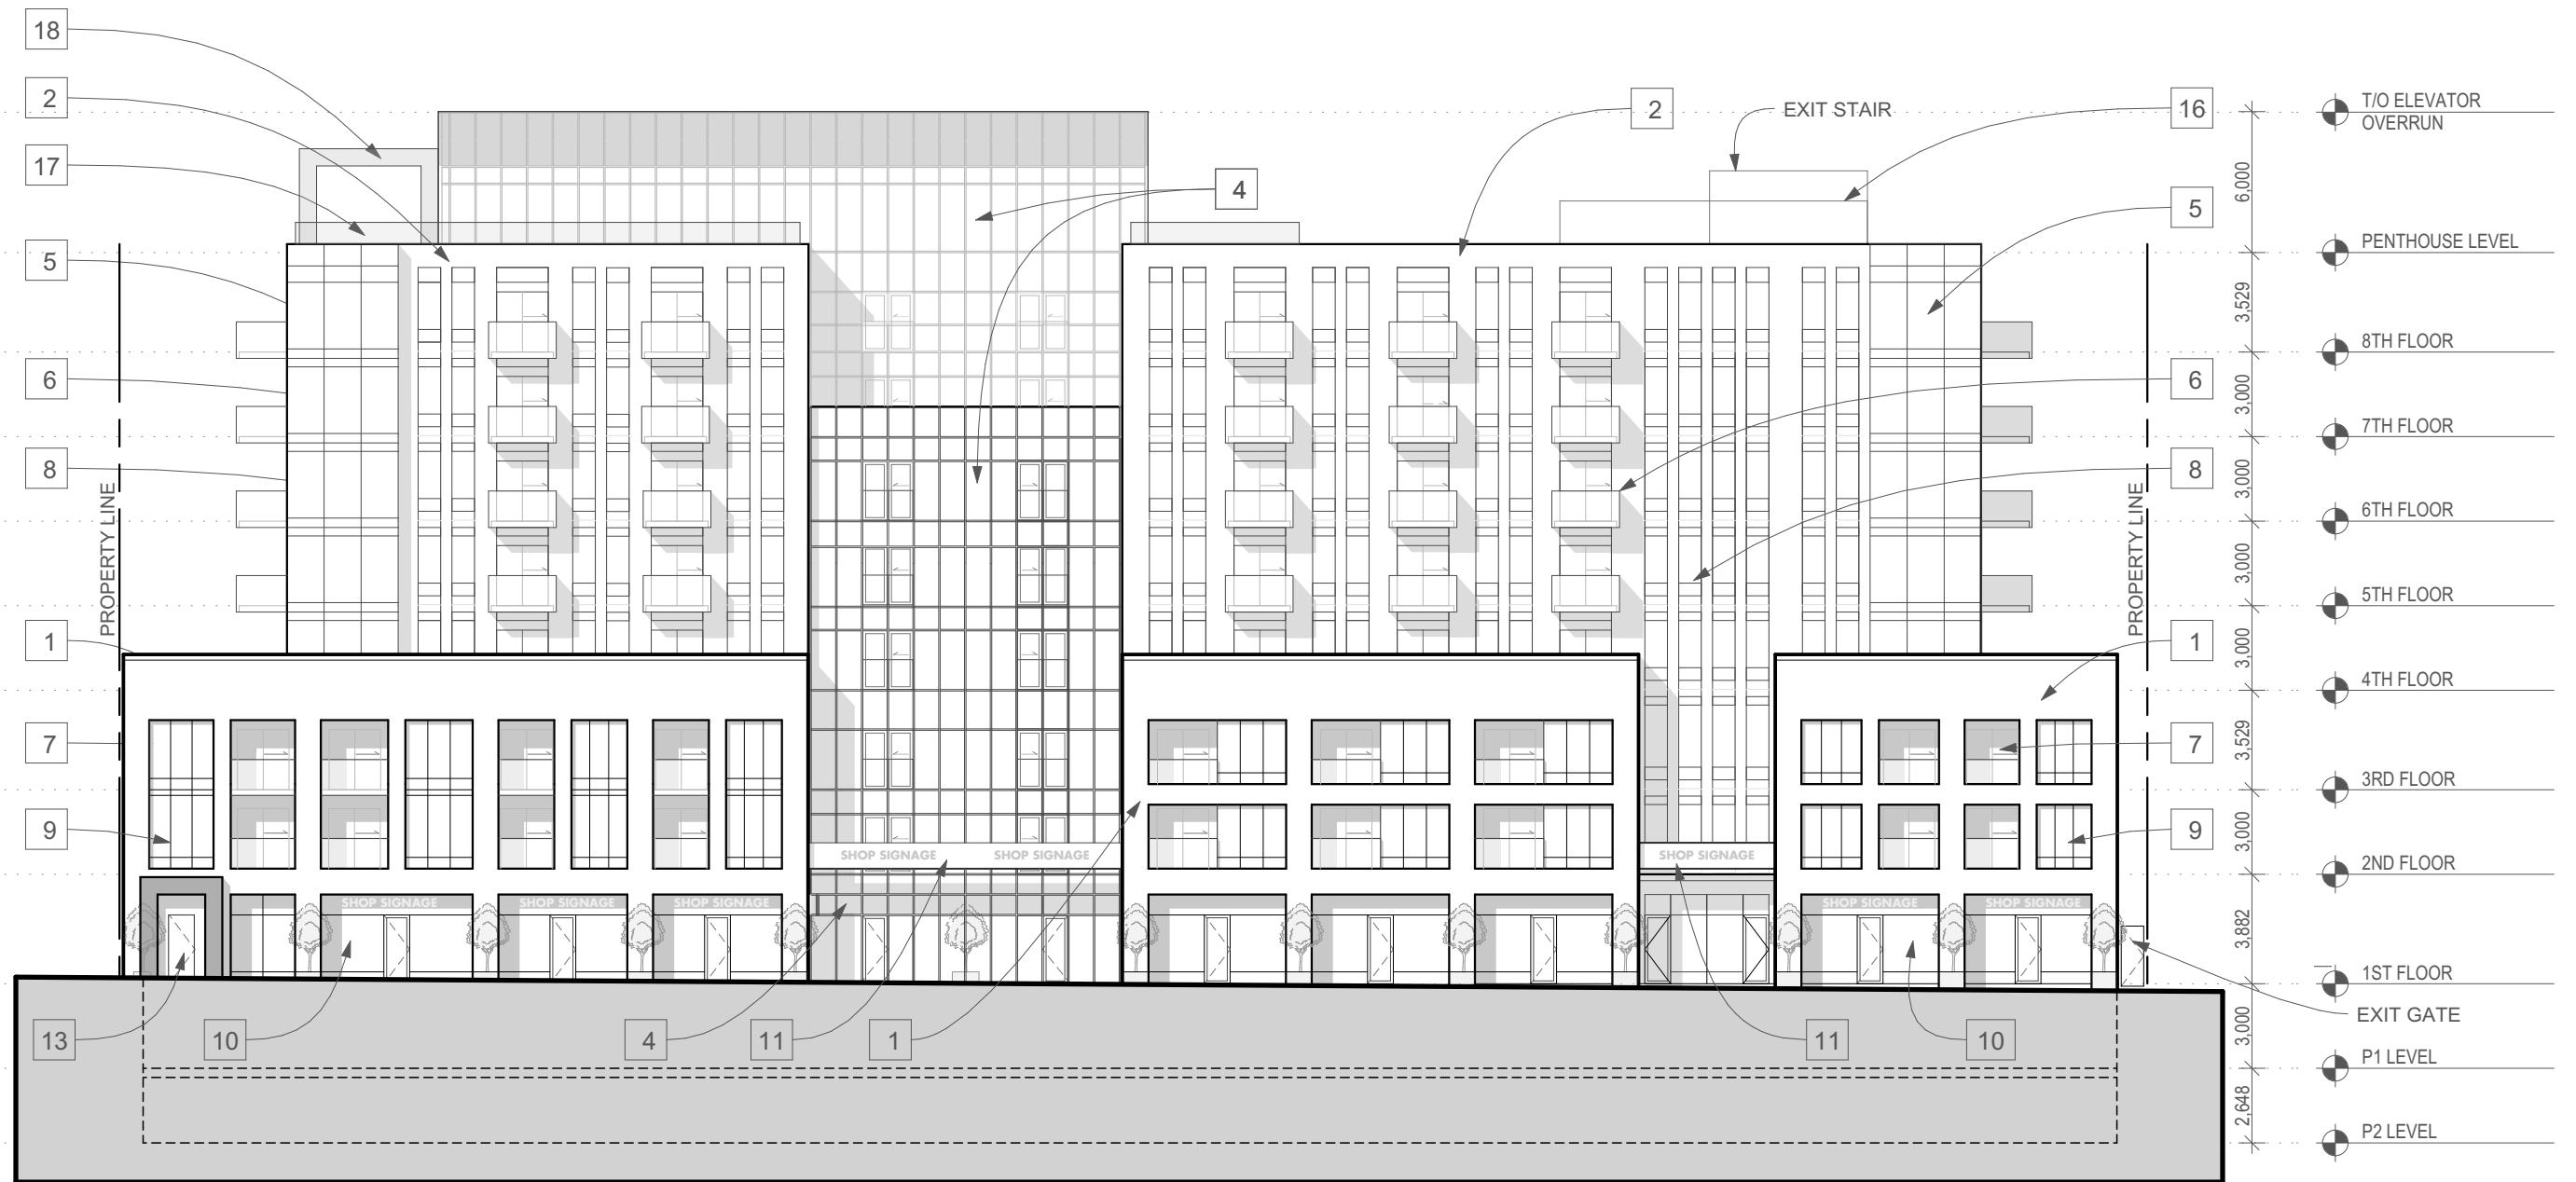 18
2
17
5
6
8
PROPERTY LINE
1
7
9
13
10
4
11
1
2
EXIT STAIR
16
4
5
6
8
PROPERTY LINE
1
7
9
11
10
EXIT GATE
SHOP SIGNAGE
SHOP SIGNAGE
SHOP SIGNAGE
SHOP SIGNAGE
SHOP SIGNAGE
SHOP SIGNAGE
SHOP SIGNAGE
SHOP SIGNAGE
T/O ELEVATOR
OVERRUN
6,000
PENTHOUSE LEVEL
3,529
8TH FLOOR
3,000
7TH FLOOR
3,000
6TH FLOOR
3,000
5TH FLOOR
3,000
4TH FLOOR
3,529
3RD FLOOR
3,000
2ND FLOOR
3,882
1ST FLOOR
3,000
P1 LEVEL
2,648
P2 LEVEL